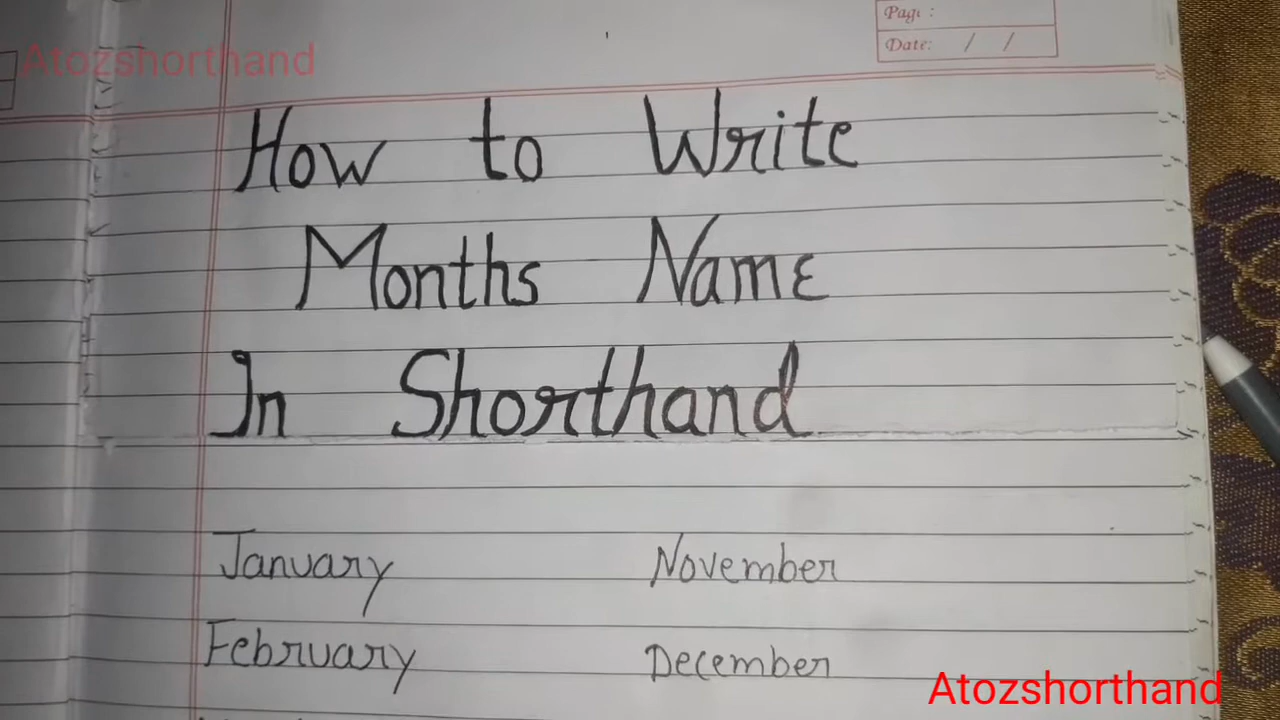 Page :
Date: / /
Atozshorthand
How to Write
Months Name
In Shorthand
January November
February December
Atozshorthand